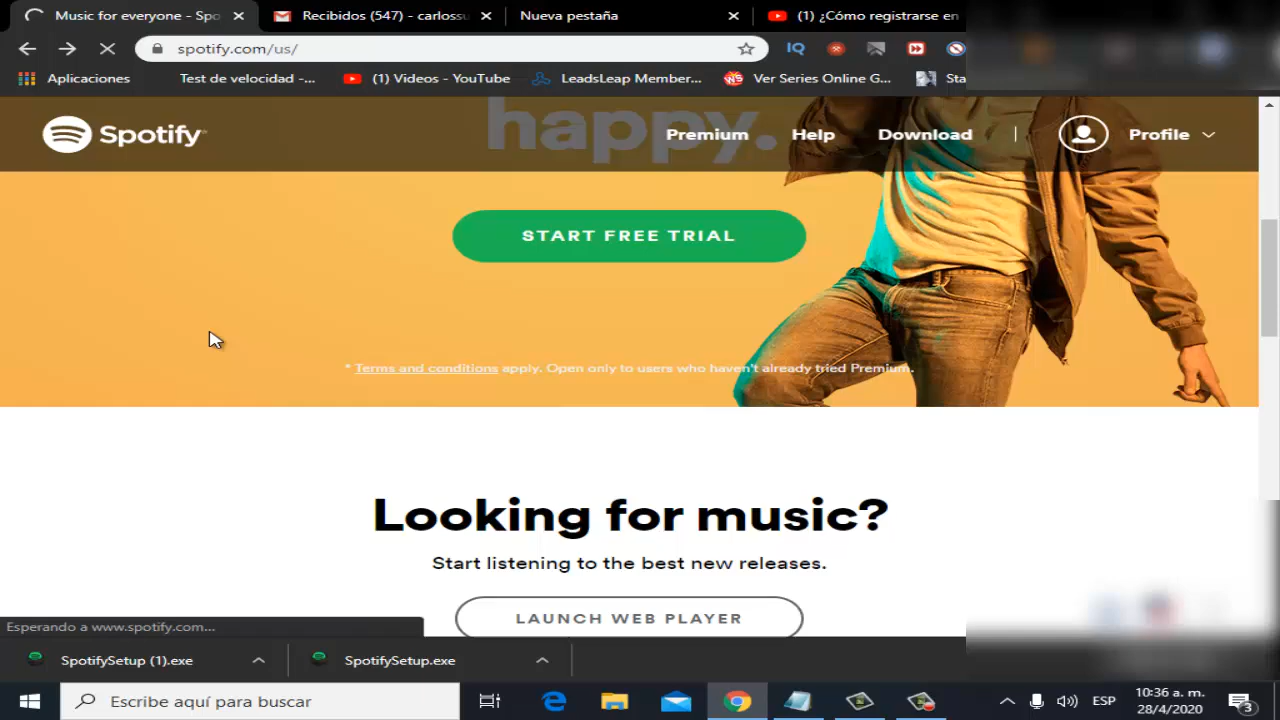 Music for everyone - Spo
Recibidos (547) - carlossu
Nueva pestaña
(1) ¿Cómo registrarse en
spotify.com/us/
IQ
Aplicaciones
Test de velocidad -...
(1) Videos - YouTube
LeadsLeap Member...
Ver Series Online G...
Sta
happy.
Spotify
Premium
Help
Download
Profile
START FREE TRIAL
* Terms and conditions apply. Open only to users who haven't already tried Premium.
Looking for music?
Start listening to the best new releases.
LAUNCH WEB PLAYER
Esperando a www.spotify.com...
SpotifySetup (1).exe
SpotifySetup.exe
Escribe aquí para buscar
ESP
10:36 a. m.
28/4/2020
3